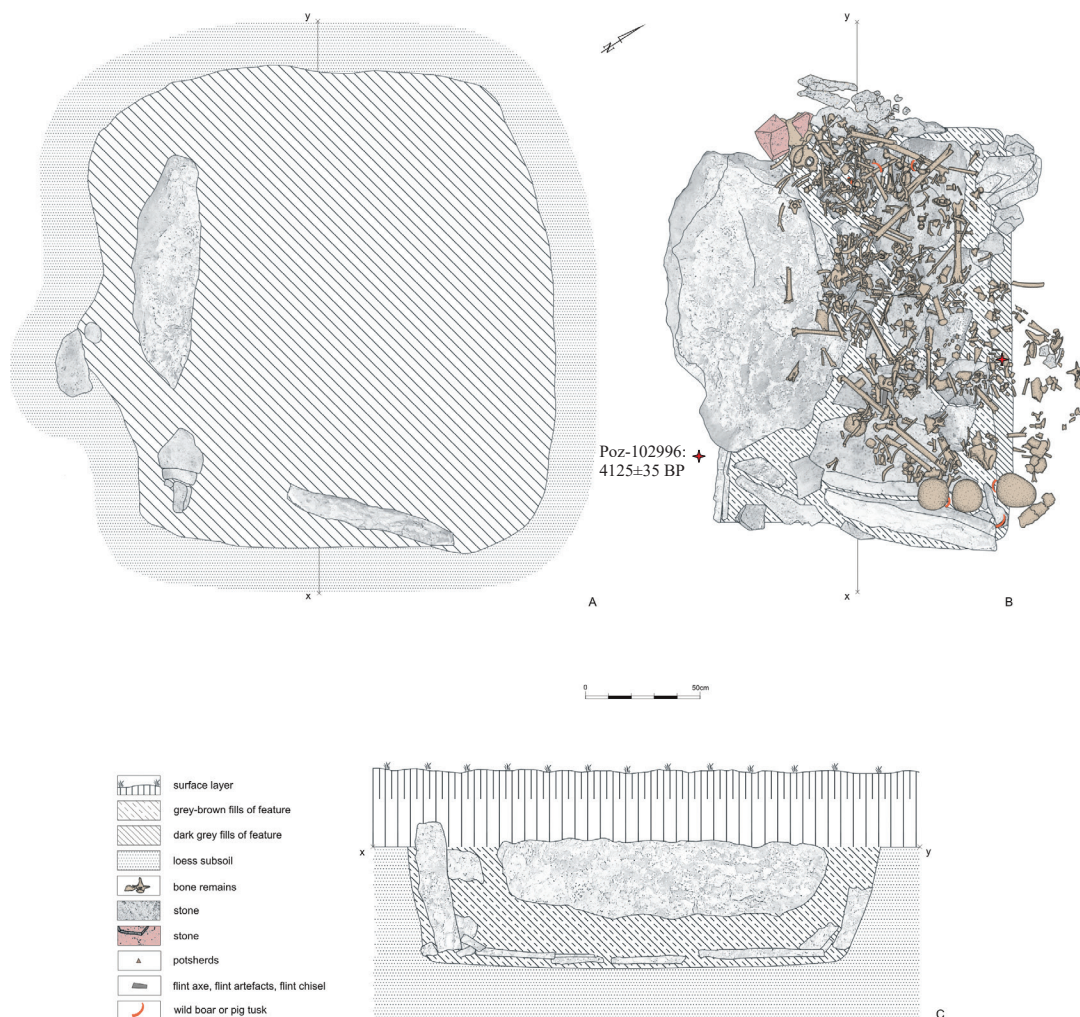 y
y
N
Poz-102996:
4125±35 BP
x
A
x
B
0
50cm
surface layer
grey-brown fills of feature
dark grey fills of feature
loess subsoil
bone remains
stone
stone
potsherds
flint axe, flint artefacts, flint chisel
wild boar or pig tusk
x
y
C